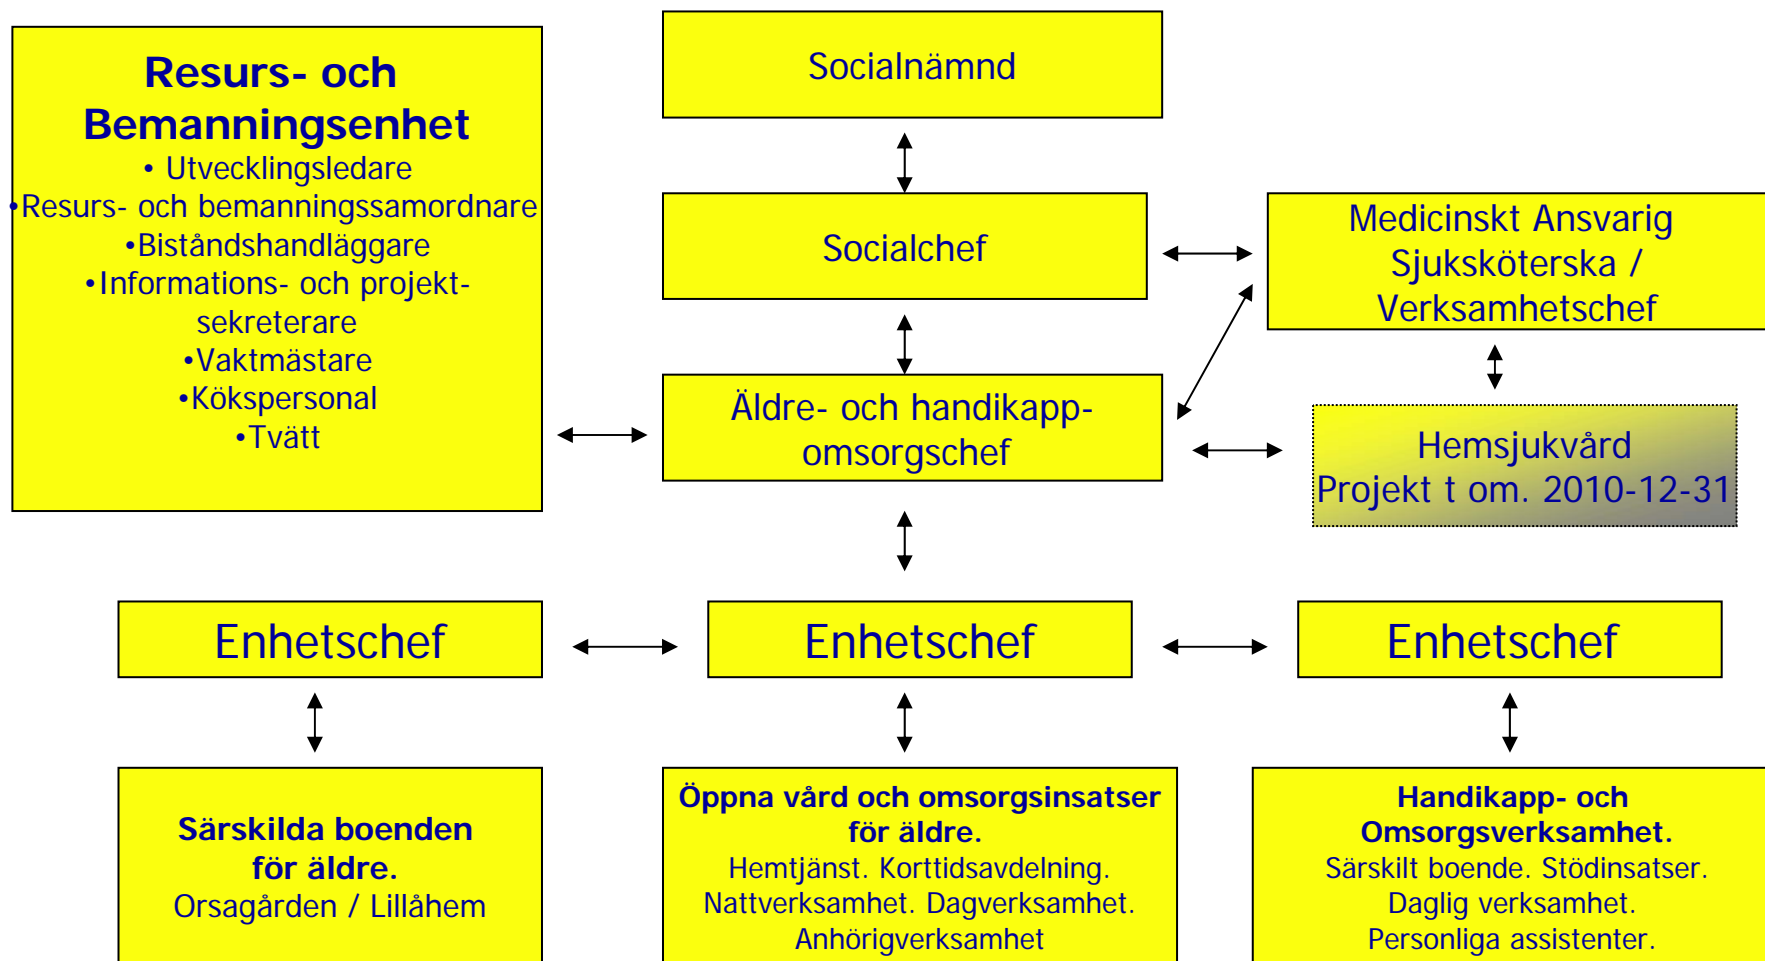 Resurs- och
Bemanningsenhet
• Utvecklingsledare
•Resurs- och bemanningssamordnare
•Biståndshandläggare
•Informations- och projekt-
sekreterare
•Vaktmästare
•Kökspersonal
•Tvätt
Socialnämnd
Socialchef
Medicinskt Ansvarig
Sjuksköterska /
Verksamhetschef
Äldre- och handikapp-
omsorgschef
Hemsjukvård
Projekt t om. 2010-12-31
Enhetschef
Enhetschef
Enhetschef
Särskilda boenden
för äldre.
Orsagården / Lillåhem
Öppna vård och omsorgsinsatser
för äldre.
Hemtjänst. Korttidsavdelning.
Nattverksamhet. Dagverksamhet.
Anhörigverksamhet
Handikapp- och
Omsorgsverksamhet.
Särskilt boende. Stödinsatser.
Daglig verksamhet.
Personliga assistenter.